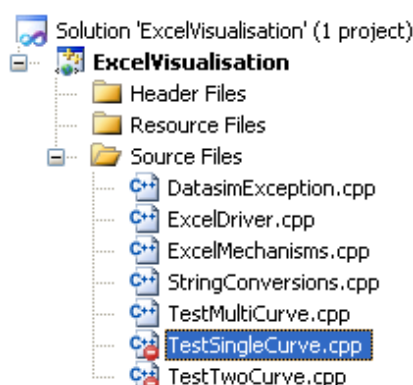 Solution 'ExcelVisualisation' (1 project)
ExcelVisualisation
Header Files
Resource Files
Source Files
C++ DatasimException.cpp
C++ ExcelDriver.cpp
C++ ExcelMechanisms.cpp
C++ StringConversions.cpp
C++ TestMultiCurve.cpp
C++ TestSingleCurve.cpp
C++ TestTwoCurve.cpp